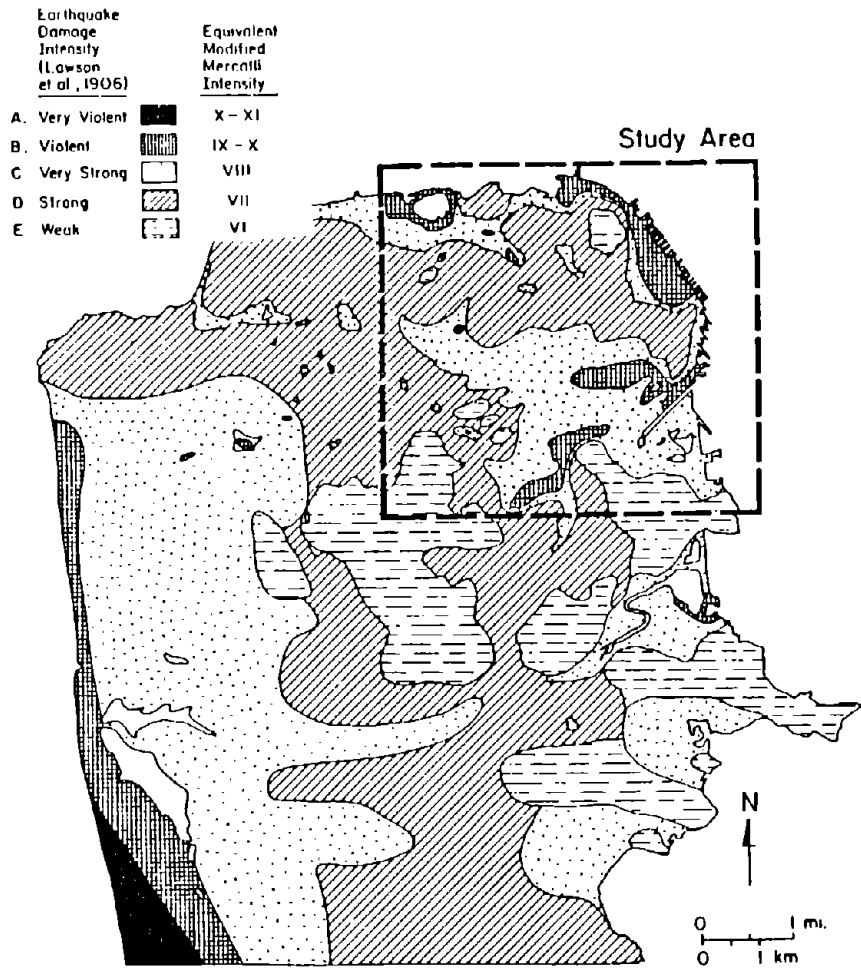 Earthquake
Damage
Intensity
(Lawson
et al, 1906)
Equivalent
Modified
Mercalli
Intensity
A. Very Violent X - XI
B. Violent IX - X
C Very Strong VIII
D Strong VII
E Weak VI
Study Area
N
0 1 mi.
0 1 km